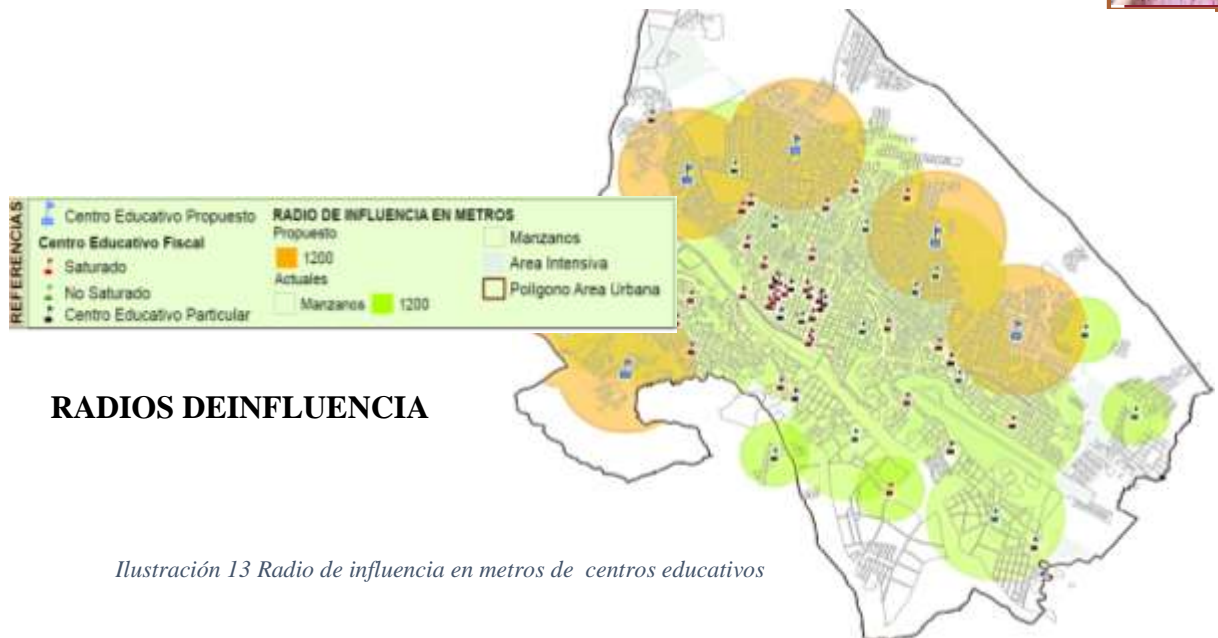 REFERENCIAS
Centro Educativo Propuesto
Centro Educativo Fiscal
Saturado
No Saturado
Centro Educativo Particular
RADIO DE INFLUENCIA EN METROS
Propuesto
1200
Actuales
Manzanos 1200
Manzanos
Area Intensiva
Poligono Area Urbana
RADIOS DEINFLUENCIA
Ilustración 13 Radio de influencia en metros de centros educativos